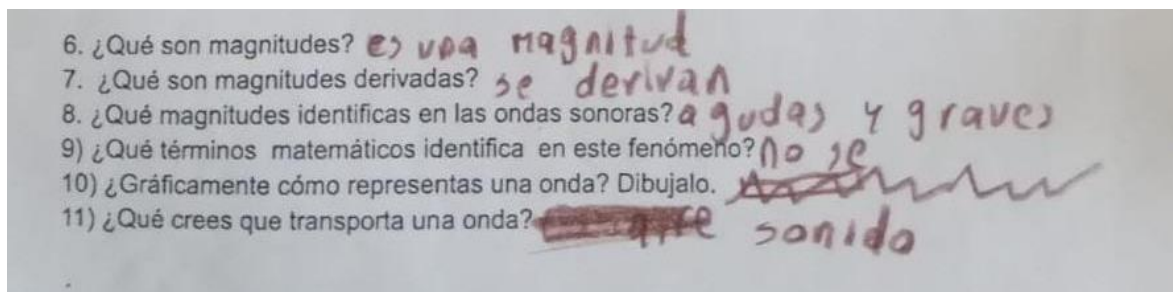 6. ¿Qué son magnitudes? es una magnitud
7. ¿Qué son magnitudes derivadas? se derivan
8. ¿Qué magnitudes identificas en las ondas sonoras? agudas y graves
9) ¿Qué términos matemáticos identifica en este fenómeno? no se
10) ¿Gráficamente cómo representas una onda? Dibujalo.
11) ¿Qué crees que transporta una onda? aire sonido